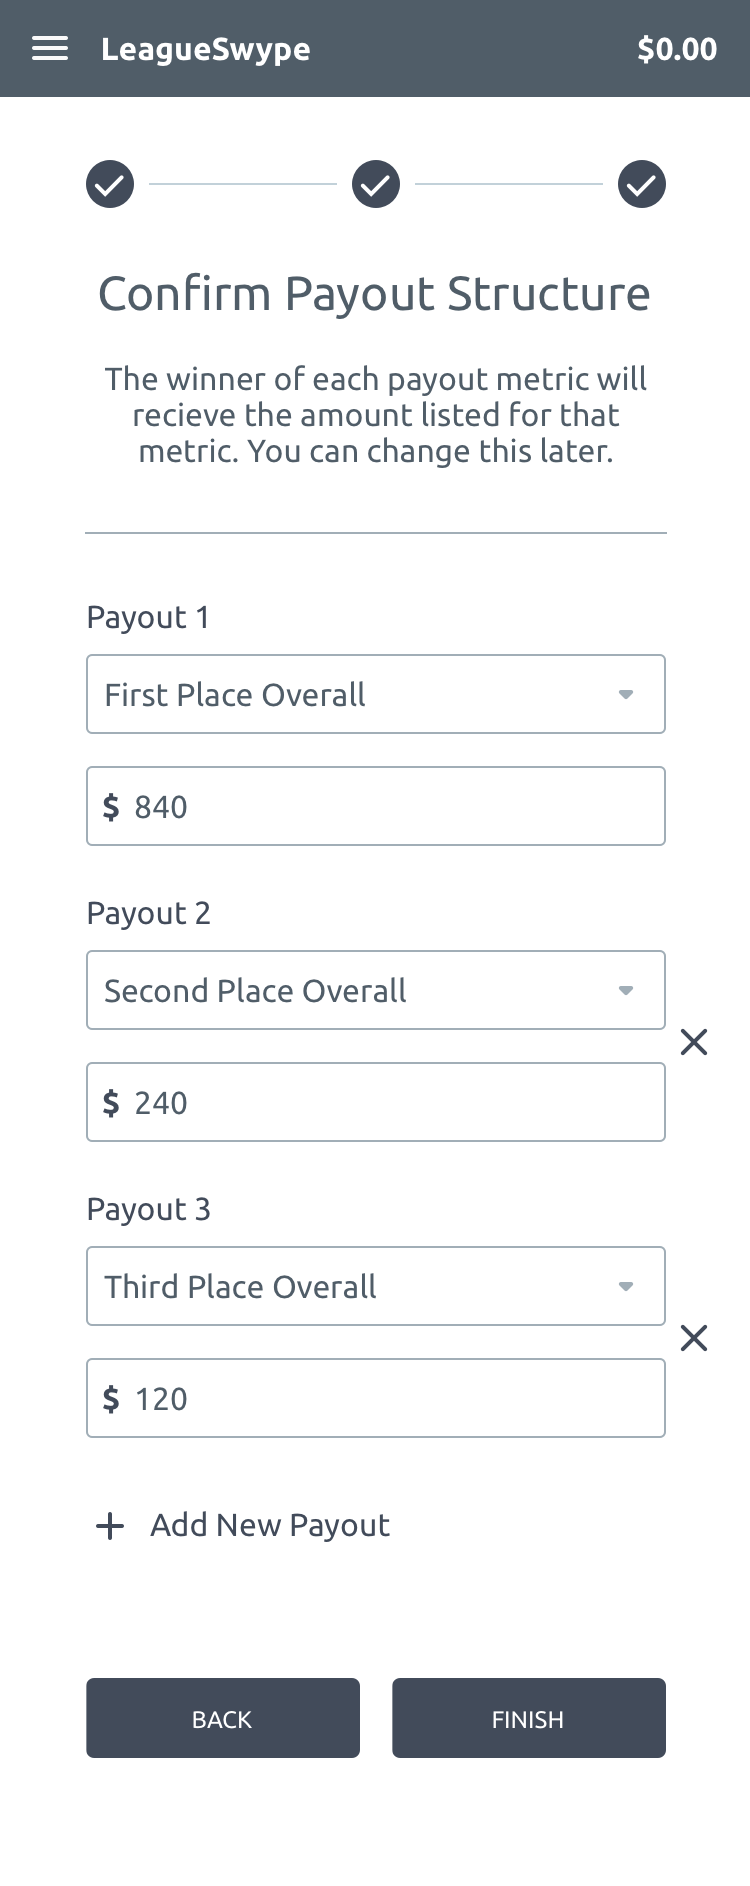 LeagueSwype $0.00
Confirm Payout Structure
The winner of each payout metric will
recieve the amount listed for that
metric. You can change this later.
Payout 1
First Place Overall
$ 840
Payout 2
Second Place Overall
$ 240
Payout 3
Third Place Overall
$ 120
Add New Payout
BACK FINISH